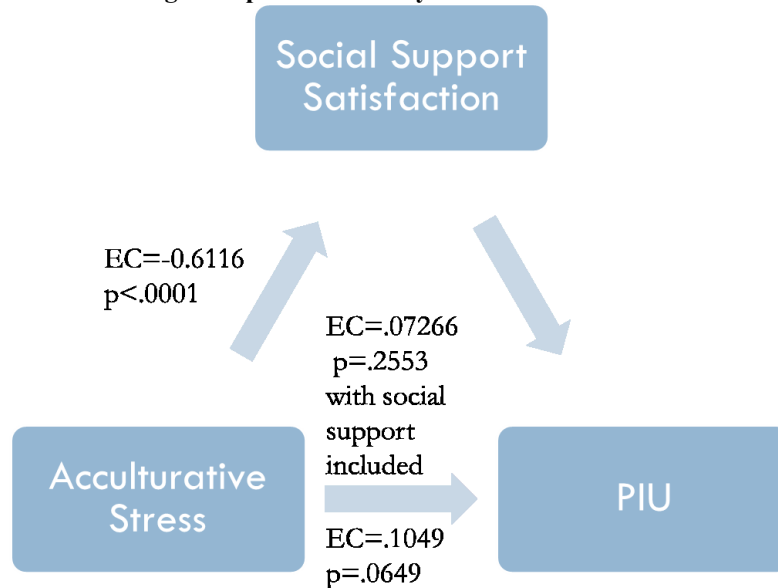 Social Support
Satisfaction
EC=-0.6116
p<.0001
EC=.07266
p=.2553
with social
support
included
Acculturative
Stress
PIU
EC=.1049
p=.0649